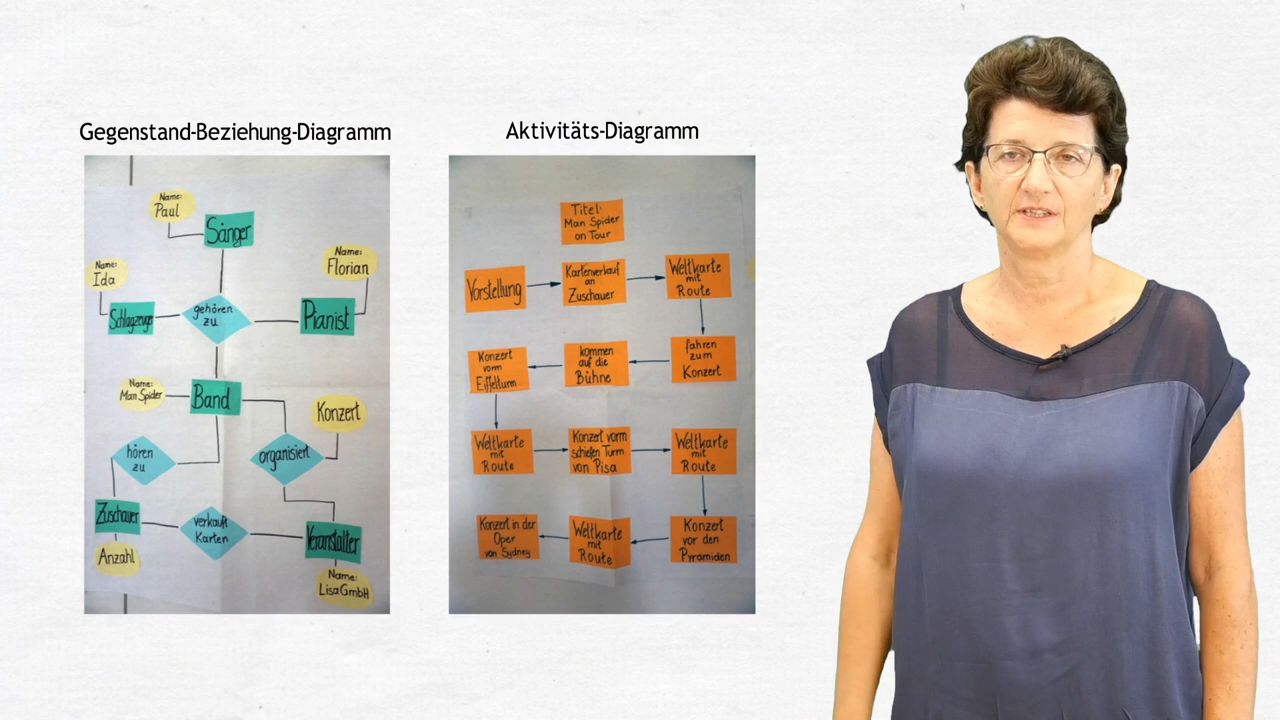 Gegenstand-Beziehung-Diagramm
Name:
Paul
Sänger
Name:
Ida
Name:
Florian
Schlagzeuger
gehören
zu
Pianist
Name:
Man Spider
Band
Konzert
hören
zu
organisiert
Zuschauer
verkauft
Karten
Veranstalter
Anzahl
Name:
Lisa GmbH
Aktivitäts-Diagramm
Titel:
Man Spider
on Tour
Vorstellung
Kartenverkauf
an
Zuschauer
Weltkarte
mit
Route
Konzert
vorm
Eiffelturm
kommen
auf die
Bühne
fahren
zum
Konzert
Weltkarte
mit
Route
Konzert vorm
schiefen Turm
von Pisa
Weltkarte
mit
Route
Konzert in der
Oper
von Sydney
Weltkarte
mit
Route
Konzert
vor den
Pyramiden